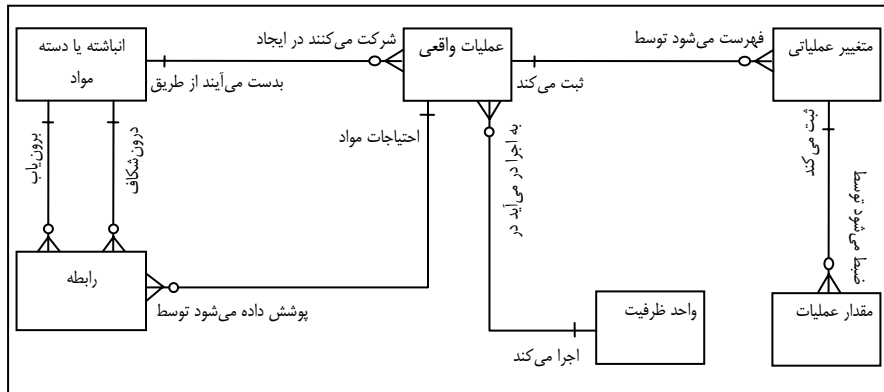 انباشته یا دسته
مواد
شرکت می‌کنند در ایجاد
بدست می‌آیند از طریق
عملیات واقعی
فهرست می‌شود توسط
ثبت می‌کند
متغییر عملیاتی
برون‌یاب
درون‌شکاف
احتیاجات مواد
به اجرا در می‌آید در
ثبت می‌کند
ضبط می‌شود توسط
رابطه
پوشش داده می‌شود توسط
واحد ظرفیت
اجرا می‌کند
مقدار عملیات